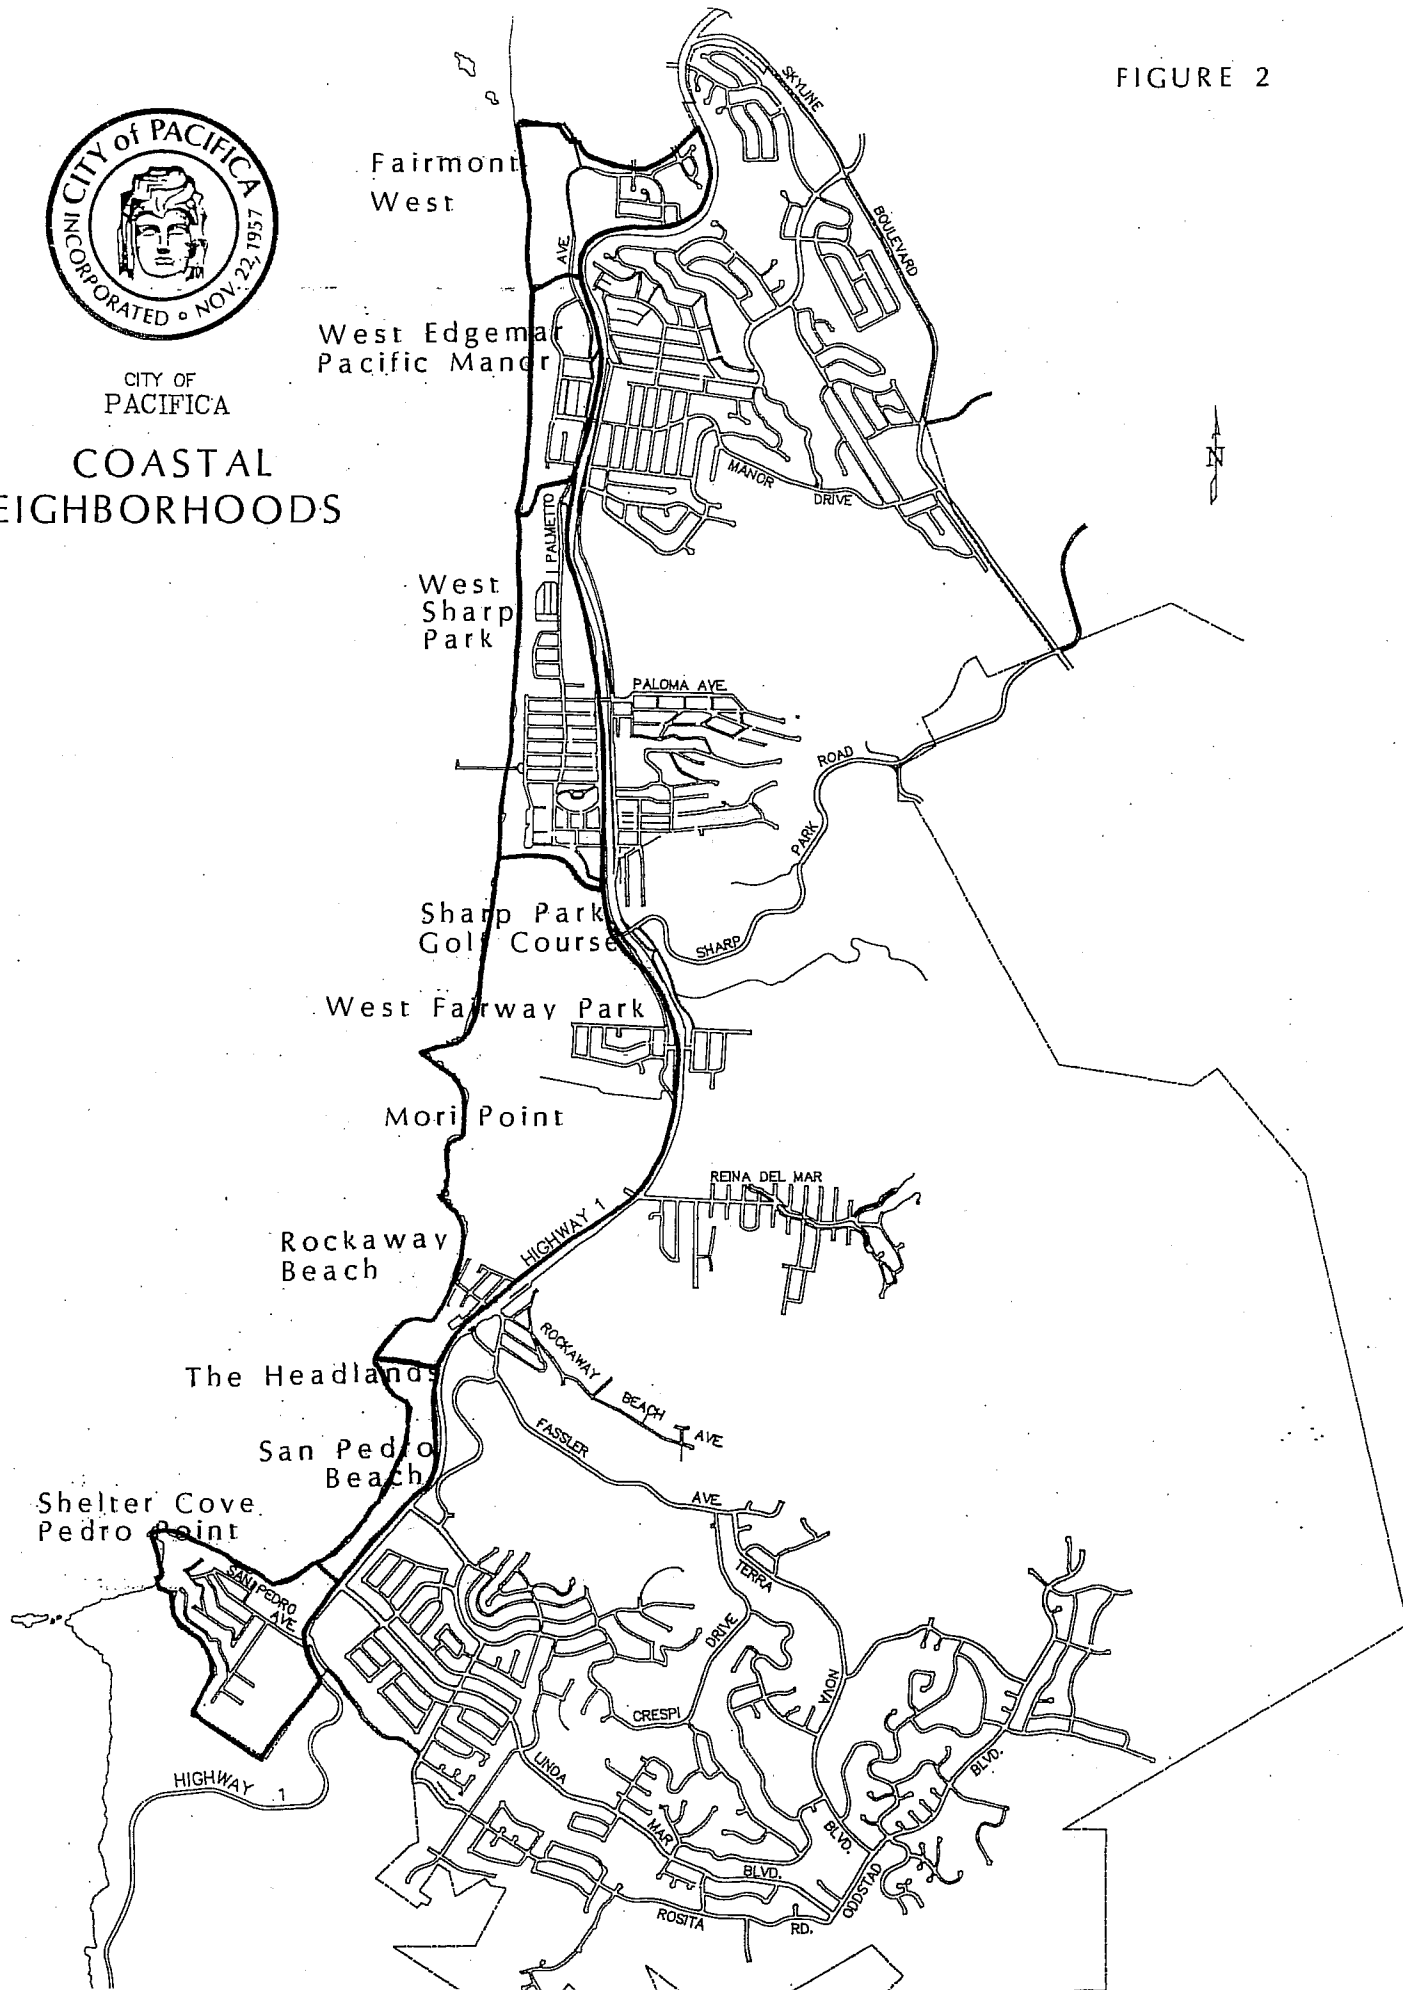 FIGURE 2
CITY of PACIFICA
INCORPORATED NOV. 22, 1957
CITY OF
PACIFICA
COASTAL
EIGHBORHOODS
SKYLINE
BOULEVARD
Fairmont
West
AVE.
West Edgemar
Pacific Manor
MANOR
DRIVE
N
PALMETTO
West
Sharp
Park
PALOMA AVE.
ROAD
PARK
SHARP
Sharp Park
Golf Course
West Fairway Park
Mori Point
REINA DEL MAR
HIGHWAY 1
Rockaway
Beach
ROCKAWAY
BEACH
AVE
The Headlands
FASSLER
AVE
San Pedro
Beach
Shelter Cove
Pedro Point
SAN PEDRO
AVE.
TERRA
DRIVE
NOVA
CRESPI
HIGHWAY 1
LINDA
MAR
BLVD.
BLVD.
BLVD.
ODDSTAD
ROSITA
RD.